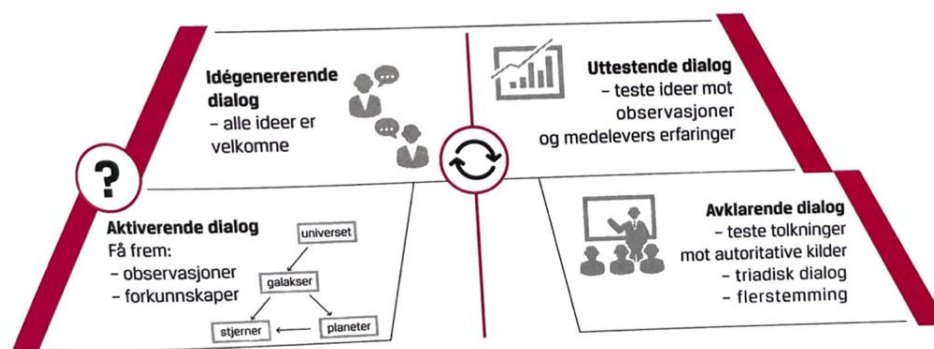 Idégenererende
dialog
– alle ideer er
velkomne
Uttestende dialog
– teste ideer mot
observasjoner
og medelevers erfaringer
?
Aktiverende dialog
Få frem:
– observasjoner
– forkunnskaper
universet
galakser
stjerner
planeter
Avklarende dialog
– teste tolkninger
mot autoritative kilder
– triadisk dialog
– flerstemming